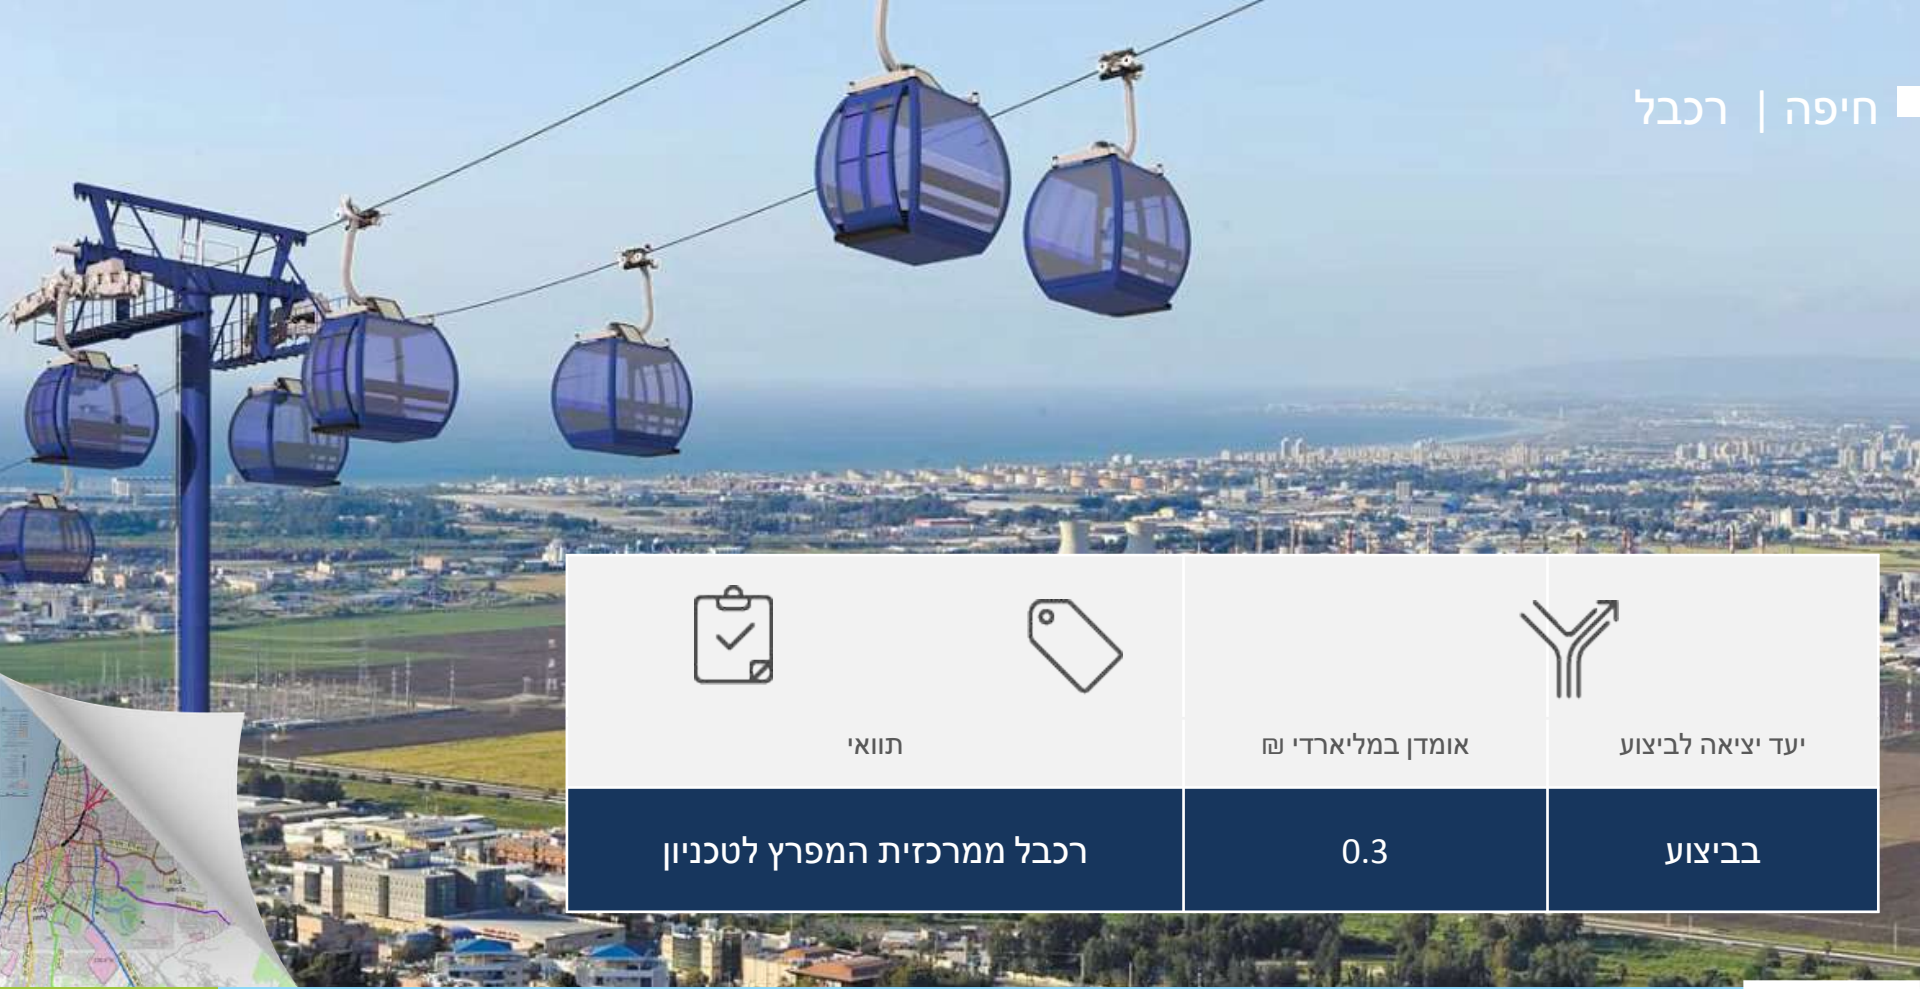 חיפה | רכבל
יעד יציאה לביצוע
אומדן במליארדי ₪
תוואי
בביצוע
0.3
רכבל ממרכזית המפרץ לטכניון